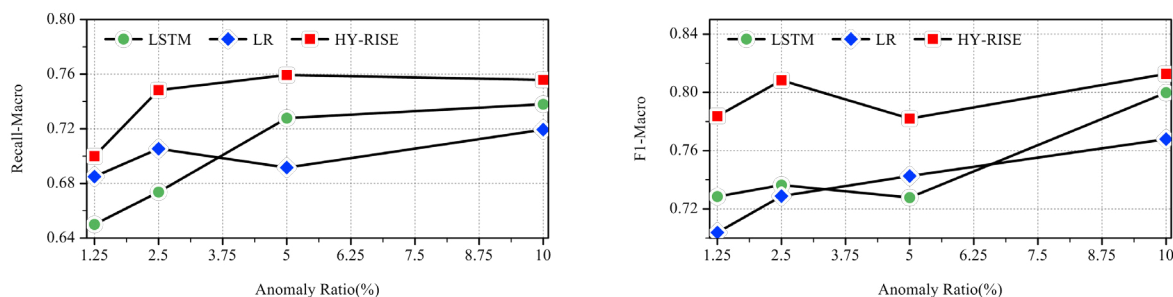 0.80
0.76
0.72
0.68
0.64
Recall-Macro
LSTM LR HY-RISE
1.25 2.5 3.75 5 6.25 7.5 8.75 10
Anomaly Ratio(%)
0.84
0.80
0.76
0.72
F1-Macro
LSTM LR HY-RISE
1.25 2.5 3.75 5 6.25 7.5 8.75 10
Anomaly Ratio(%)